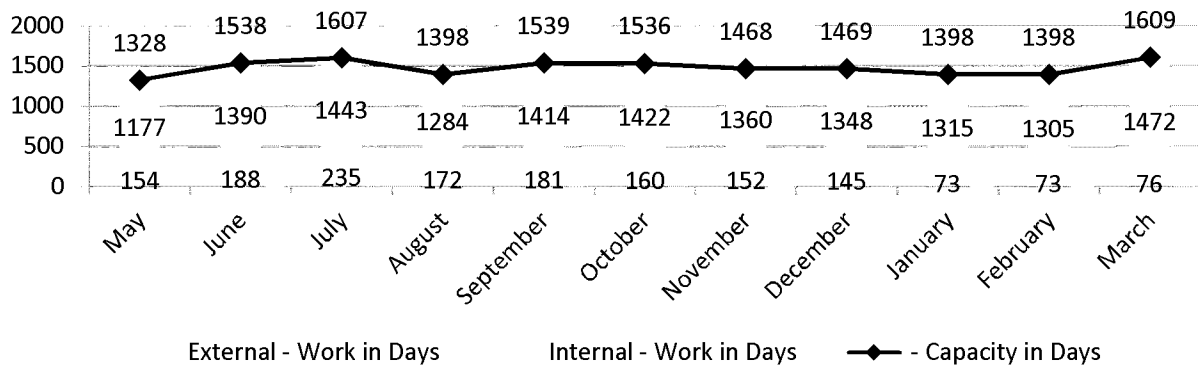 2000
1500
1000
500
0
1328 1538 1607 1398 1539 1536 1468 1469 1398 1398 1609
1177 1390 1443 1284 1414 1422 1360 1348 1315 1305 1472
154 188 235 172 181 160 152 145 73 73 76
May June July August September October November December January February March
External - Work in Days Internal - Work in Days - Capacity in Days